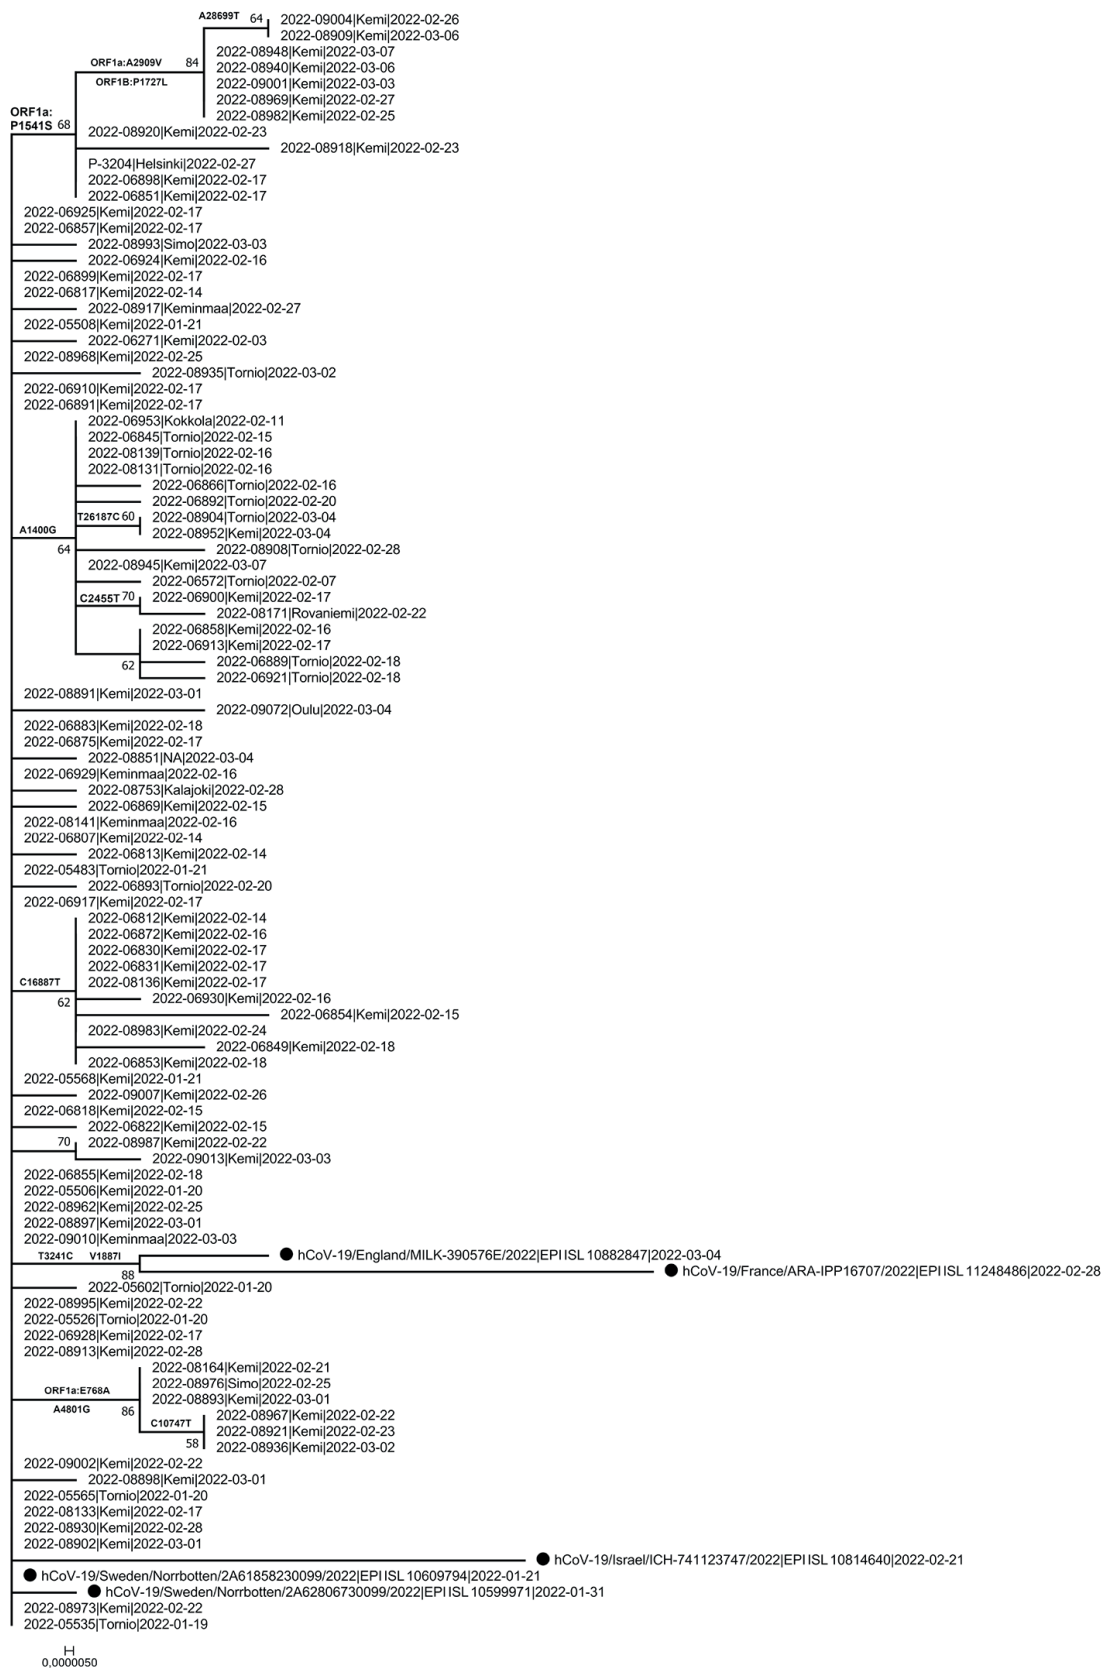 A28699T 64 2022-09004|Kemi|2022-02-26
2022-08909|Kemi|2022-03-06
2022-08948|Kemi|2022-03-07
ORF1a:A2909V 84 2022-08940|Kemi|2022-03-06
ORF1B:P1727L 2022-09001|Kemi|2022-03-03
2022-08969|Kemi|2022-02-27
ORF1a: 2022-08982|Kemi|2022-02-25
P1541S 68 2022-08920|Kemi|2022-02-23
2022-08918|Kemi|2022-02-23
P-3204|Helsinki|2022-02-27
2022-06898|Kemi|2022-02-17
2022-06851|Kemi|2022-02-17
2022-06925|Kemi|2022-02-17
2022-06857|Kemi|2022-02-17
2022-08993|Simo|2022-03-03
2022-06924|Kemi|2022-02-16
2022-06899|Kemi|2022-02-17
2022-06817|Kemi|2022-02-14
2022-08917|Keminmaa|2022-02-27
2022-05508|Kemi|2022-01-21
2022-06271|Kemi|2022-02-03
2022-08968|Kemi|2022-02-25
2022-08935|Tornio|2022-03-02
2022-06910|Kemi|2022-02-17
2022-06891|Kemi|2022-02-17
2022-06953|Kokkola|2022-02-11
2022-06845|Tornio|2022-02-15
2022-08139|Tornio|2022-02-16
2022-08131|Tornio|2022-02-16
2022-06866|Tornio|2022-02-16
2022-06892|Tornio|2022-02-20
T26187C 60 2022-08904|Tornio|2022-03-04
A1400G 2022-08952|Kemi|2022-03-04
64 2022-08908|Tornio|2022-02-28
2022-08945|Kemi|2022-03-07
2022-06572|Tornio|2022-02-07
C2455T 70 2022-06900|Kemi|2022-02-17
2022-08171|Rovaniemi|2022-02-22
2022-06858|Kemi|2022-02-16
2022-06913|Kemi|2022-02-17
62 2022-06889|Tornio|2022-02-18
2022-06921|Tornio|2022-02-18
2022-08891|Kemi|2022-03-01
2022-09072|Oulu|2022-03-04
2022-06883|Kemi|2022-02-18
2022-06875|Kemi|2022-02-17
2022-08851|NA|2022-03-04
2022-06929|Keminmaa|2022-02-16
2022-08753|Kalajoki|2022-02-28
2022-06869|Kemi|2022-02-15
2022-08141|Keminmaa|2022-02-16
2022-06807|Kemi|2022-02-14
2022-06813|Kemi|2022-02-14
2022-05483|Tornio|2022-01-21
2022-06893|Tornio|2022-02-20
2022-06917|Kemi|2022-02-17
2022-06812|Kemi|2022-02-14
2022-06872|Kemi|2022-02-16
2022-06830|Kemi|2022-02-17
2022-06831|Kemi|2022-02-17
C16887T 2022-08136|Kemi|2022-02-17
62 2022-06930|Kemi|2022-02-16
2022-06854|Kemi|2022-02-15
2022-08983|Kemi|2022-02-24
2022-06849|Kemi|2022-02-18
2022-06853|Kemi|2022-02-18
2022-05568|Kemi|2022-01-21
2022-09007|Kemi|2022-02-26
2022-06818|Kemi|2022-02-15
2022-06822|Kemi|2022-02-15
70 2022-08987|Kemi|2022-02-22
2022-09013|Kemi|2022-03-03
2022-06855|Kemi|2022-02-18
2022-05506|Kemi|2022-01-20
2022-08962|Kemi|2022-02-25
2022-08897|Kemi|2022-03-01
2022-09010|Keminmaa|2022-03-03
T3241C V1887I hCoV-19/England/MILK-390576E/2022|EPI ISL 10882847|2022-03-04
88 hCoV-19/France/ARA-IPP16707/2022|EPI ISL 11248486|2022-02-28
2022-05602|Tornio|2022-01-20
2022-08995|Kemi|2022-02-22
2022-05526|Tornio|2022-01-20
2022-06928|Kemi|2022-02-17
2022-08913|Kemi|2022-02-28
2022-08164|Kemi|2022-02-21
ORF1a:E768A 2022-08976|Simo|2022-02-25
2022-08893|Kemi|2022-03-01
A4801G 86 2022-08967|Kemi|2022-02-22
C10747T 2022-08921|Kemi|2022-02-23
58 2022-08936|Kemi|2022-03-02
2022-09002|Kemi|2022-02-22
2022-08898|Kemi|2022-03-01
2022-05565|Tornio|2022-01-20
2022-08133|Kemi|2022-02-17
2022-08930|Kemi|2022-02-28
2022-08902|Kemi|2022-03-01
hCoV-19/Israel/ICH-741123747/2022|EPI ISL 10814640|2022-02-21
hCoV-19/Sweden/Norrbotten/2A61858230099/2022|EPI ISL 10609794|2022-01-21
hCoV-19/Sweden/Norrbotten/2A62806730099/2022|EPI ISL 10599971|2022-01-31
2022-08973|Kemi|2022-02-22
2022-05535|Tornio|2022-01-19
0,0000050